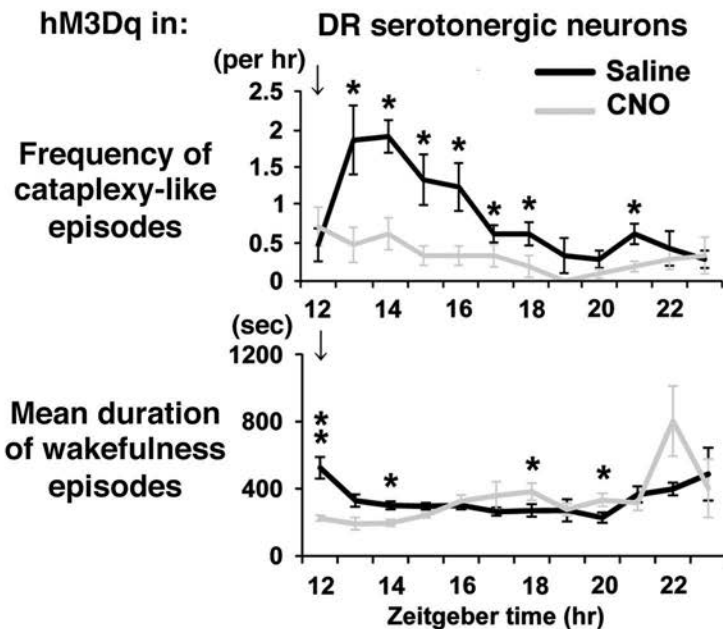 hM3Dq in: DR serotonergic neurons
(per hr) ↓
Saline
CNO
Frequency of
cataplexy-like
episodes
2.5
2
1.5
1
0.5
0
* * * * * * *
12 14 16 18 20 22
(sec) ↓
Mean duration
of wakefulness
episodes
1200
800
400
0
** * * *
12 14 16 18 20 22
Zeitgeber time (hr)